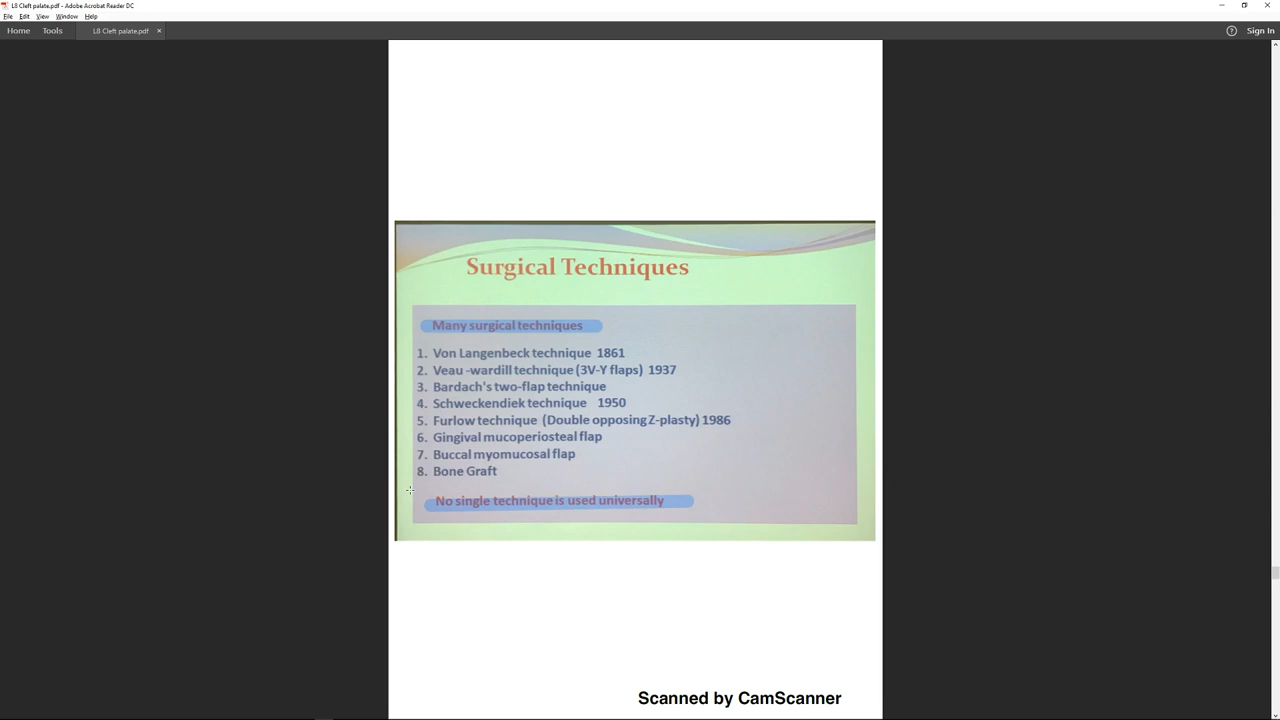 L8 Cleft palate.pdf - Adobe Acrobat Reader DC
File Edit View Window Help
Home Tools L8 Cleft palate.pdf × ? Sign In
Surgical Techniques
Many surgical techniques
1. Von Langenbeck technique 1861
2. Veau -wardill technique (3V-Y flaps) 1937
3. Bardach's two-flap technique
4. Schweckendiek technique 1950
5. Furlow technique (Double opposing Z-plasty) 1986
6. Gingival mucoperiosteal flap
7. Buccal myomucosal flap
8. Bone Graft
No single technique is used universally
Scanned by CamScanner